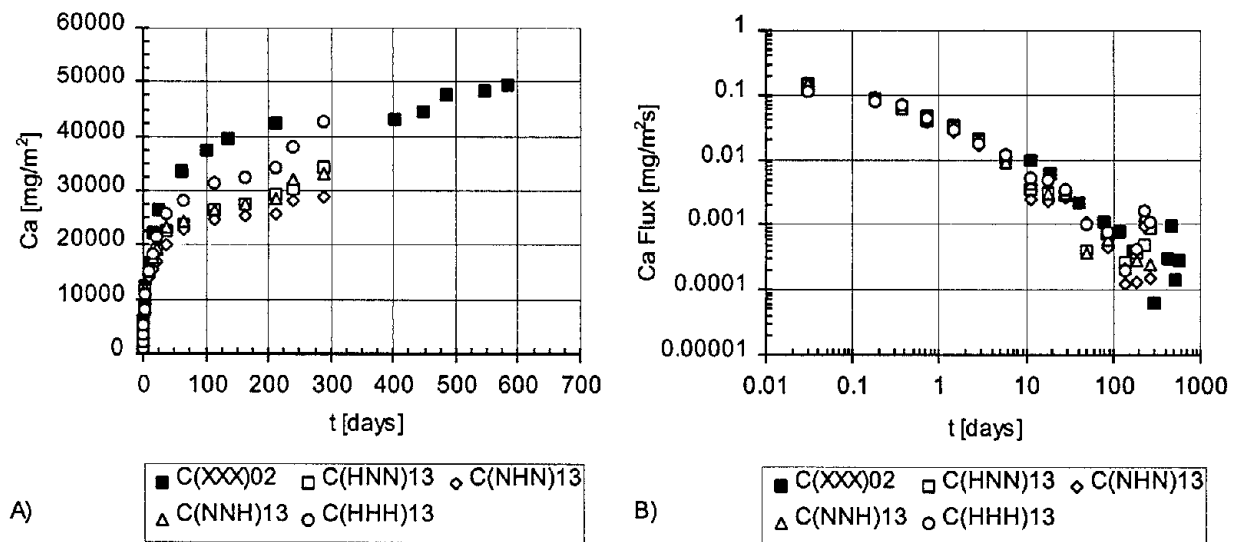 60000
50000
40000
30000
20000
10000
0
Ca [mg/m²]
0 100 200 300 400 500 600 700
t [days]
■ C(XXX)02 □ C(HNN)13 ◇ C(NHN)13
△ C(NNH)13 ○ C(HHH)13
A)
1
0.1
0.01
0.001
0.0001
0.00001
Ca Flux [mg/m²s]
0.01 0.1 1 10 100 1000
t [days]
■ C(XXX)02 □ C(HNN)13 ◇ C(NHN)13
△ C(NNH)13 ○ C(HHH)13
B)